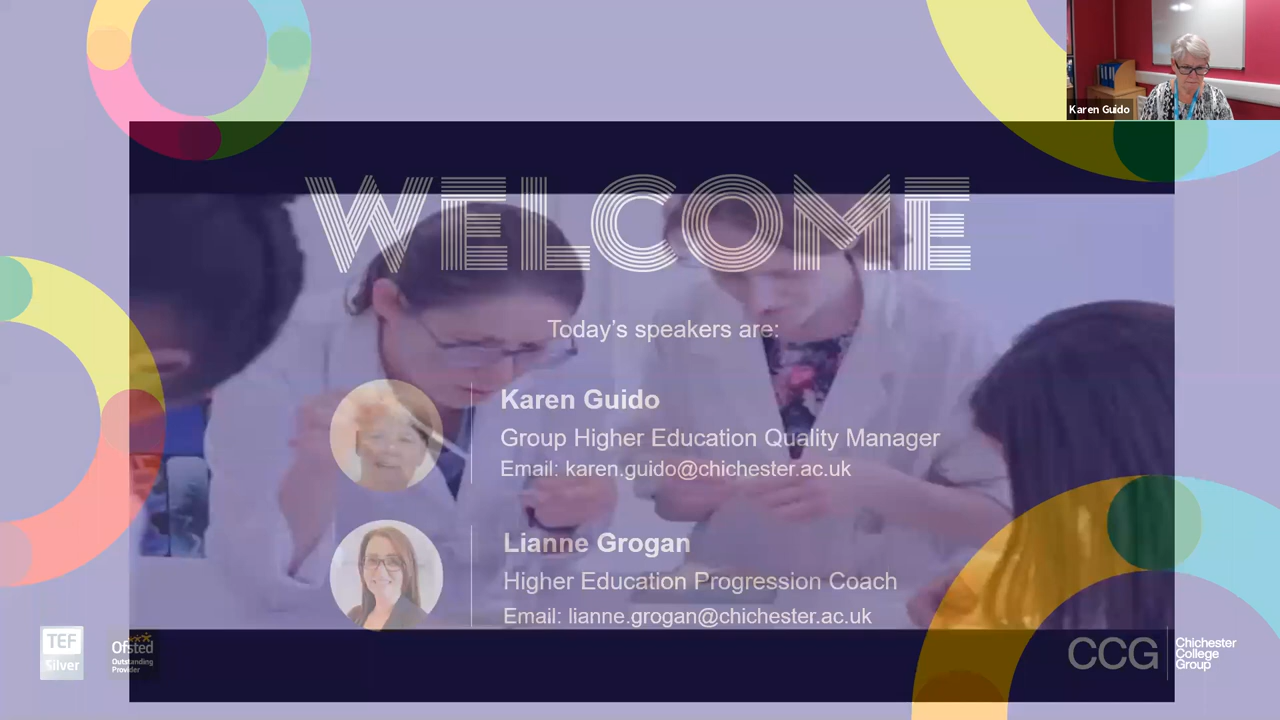 Karen Guido
WELCOME
Today's speakers are:
Karen Guido
Group Higher Education Quality Manager
Email: karen.guido@chichester.ac.uk
Lianne Grogan
Higher Education Progression Coach
Email: lianne.grogan@chichester.ac.uk
TEF
Silver
Ofsted
Outstanding
Provider
CCG
Chichester
College
Group